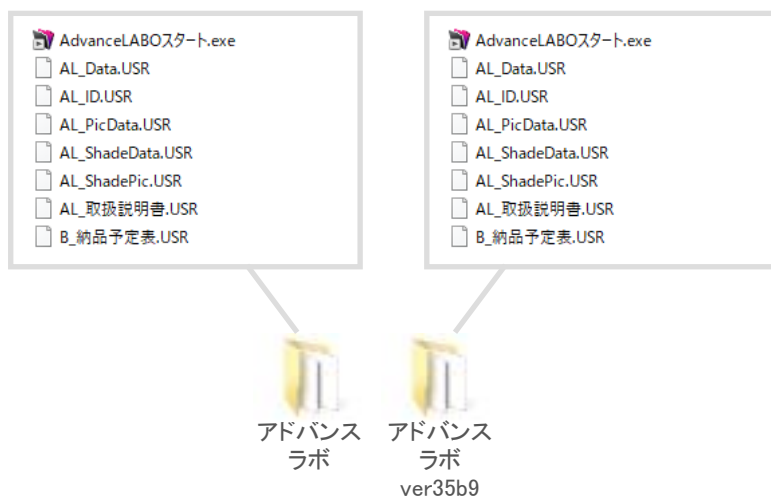 AdvanceLABOスタート.exe
AL_Data.USR
AL_ID.USR
AL_PicData.USR
AL_ShadeData.USR
AL_ShadePic.USR
AL_取扱説明書.USR
B_納品予定表.USR
AdvanceLABOスタート.exe
AL_Data.USR
AL_ID.USR
AL_PicData.USR
AL_ShadeData.USR
AL_ShadePic.USR
AL_取扱説明書.USR
B_納品予定表.USR
アドバンス
ラボ
アドバンス
ラボ
ver35b9